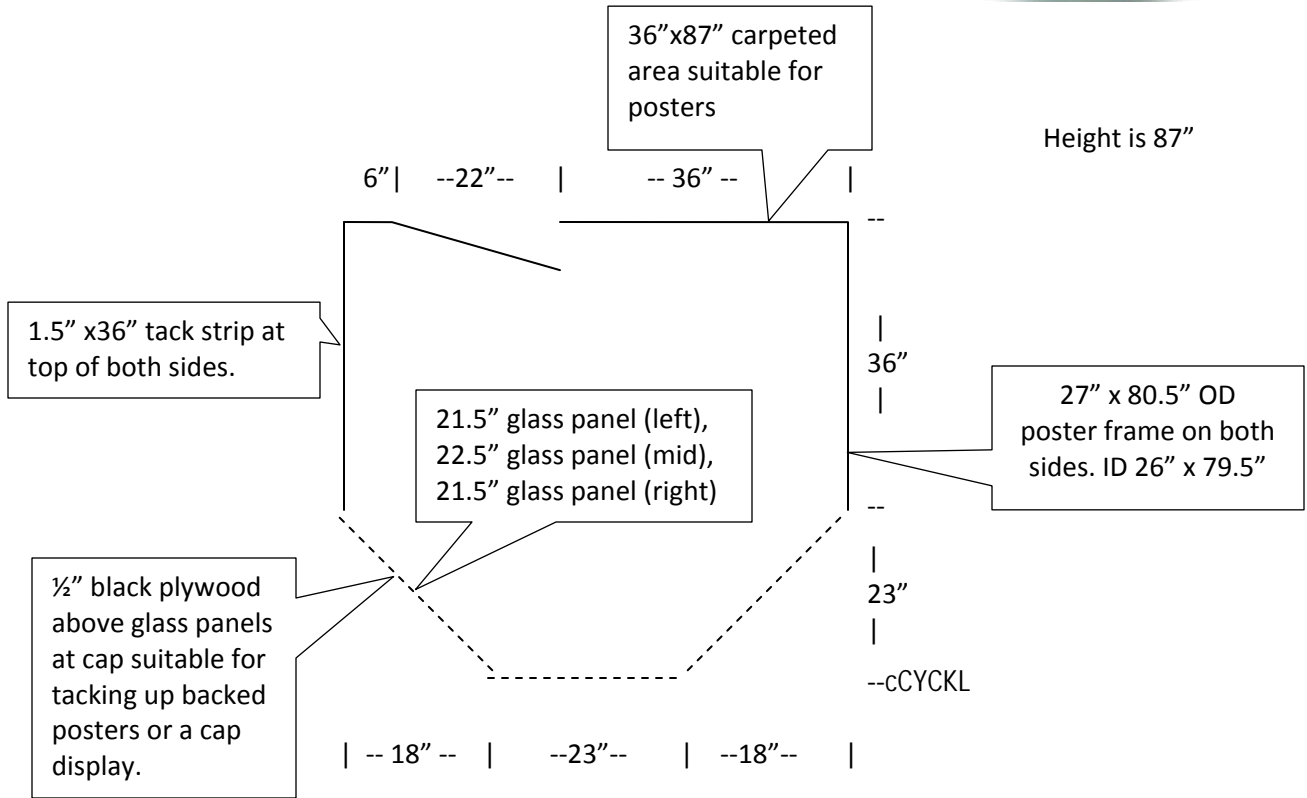 36”x87” carpeted
area suitable for
posters
Height is 87”
6”| --22”-- | -- 36” -- |
--
1.5” x36” tack strip at
top of both sides.
|
36”
|
27” x 80.5” OD
poster frame on both
sides. ID 26” x 79.5”
21.5” glass panel (left),
22.5” glass panel (mid),
21.5” glass panel (right)
--
½” black plywood
above glass panels
at cap suitable for
tacking up backed
posters or a cap
display.
|
23”
|
--cCYCKL
| -- 18” -- | --23”-- | --18”-- |